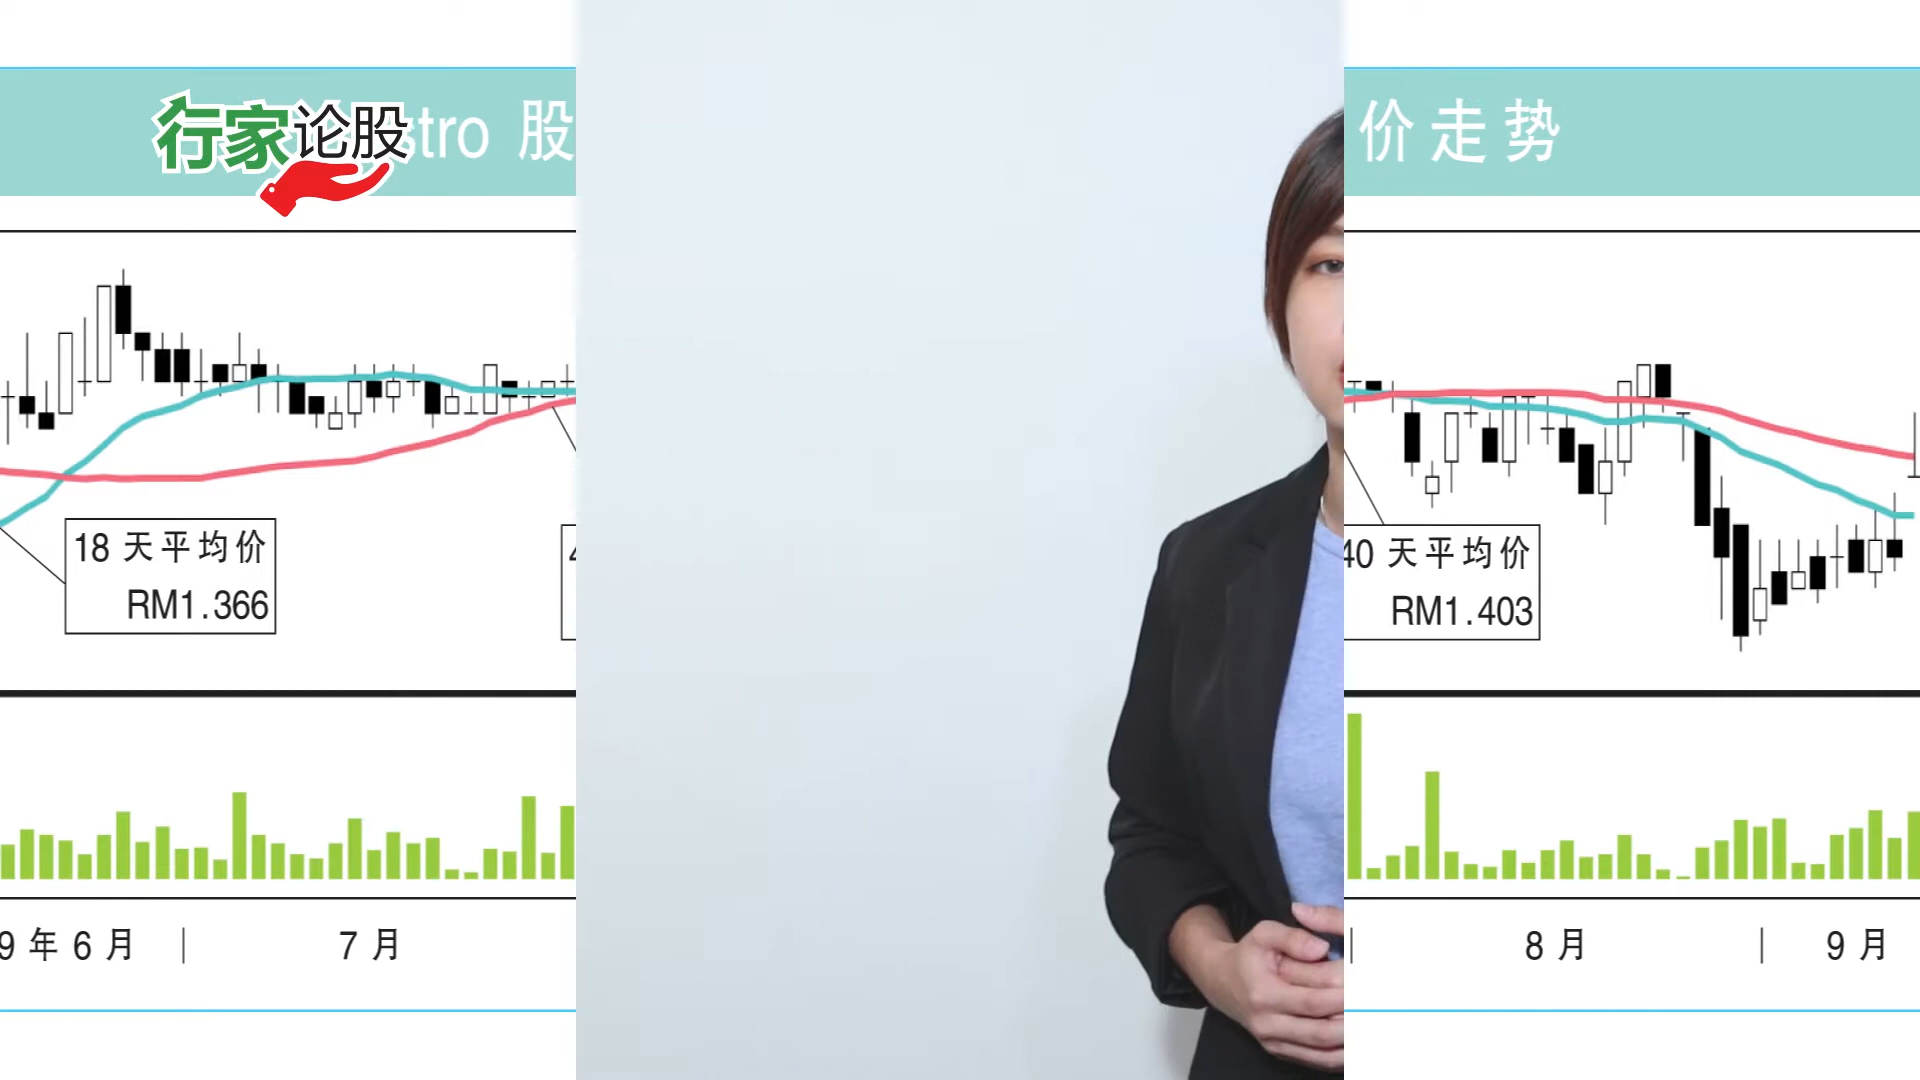 行家论股
stro 股
价走势
18 天平均价
RM1.366
40 天平均价
RM1.403
9 年 6 月
7 月
8 月
9 月